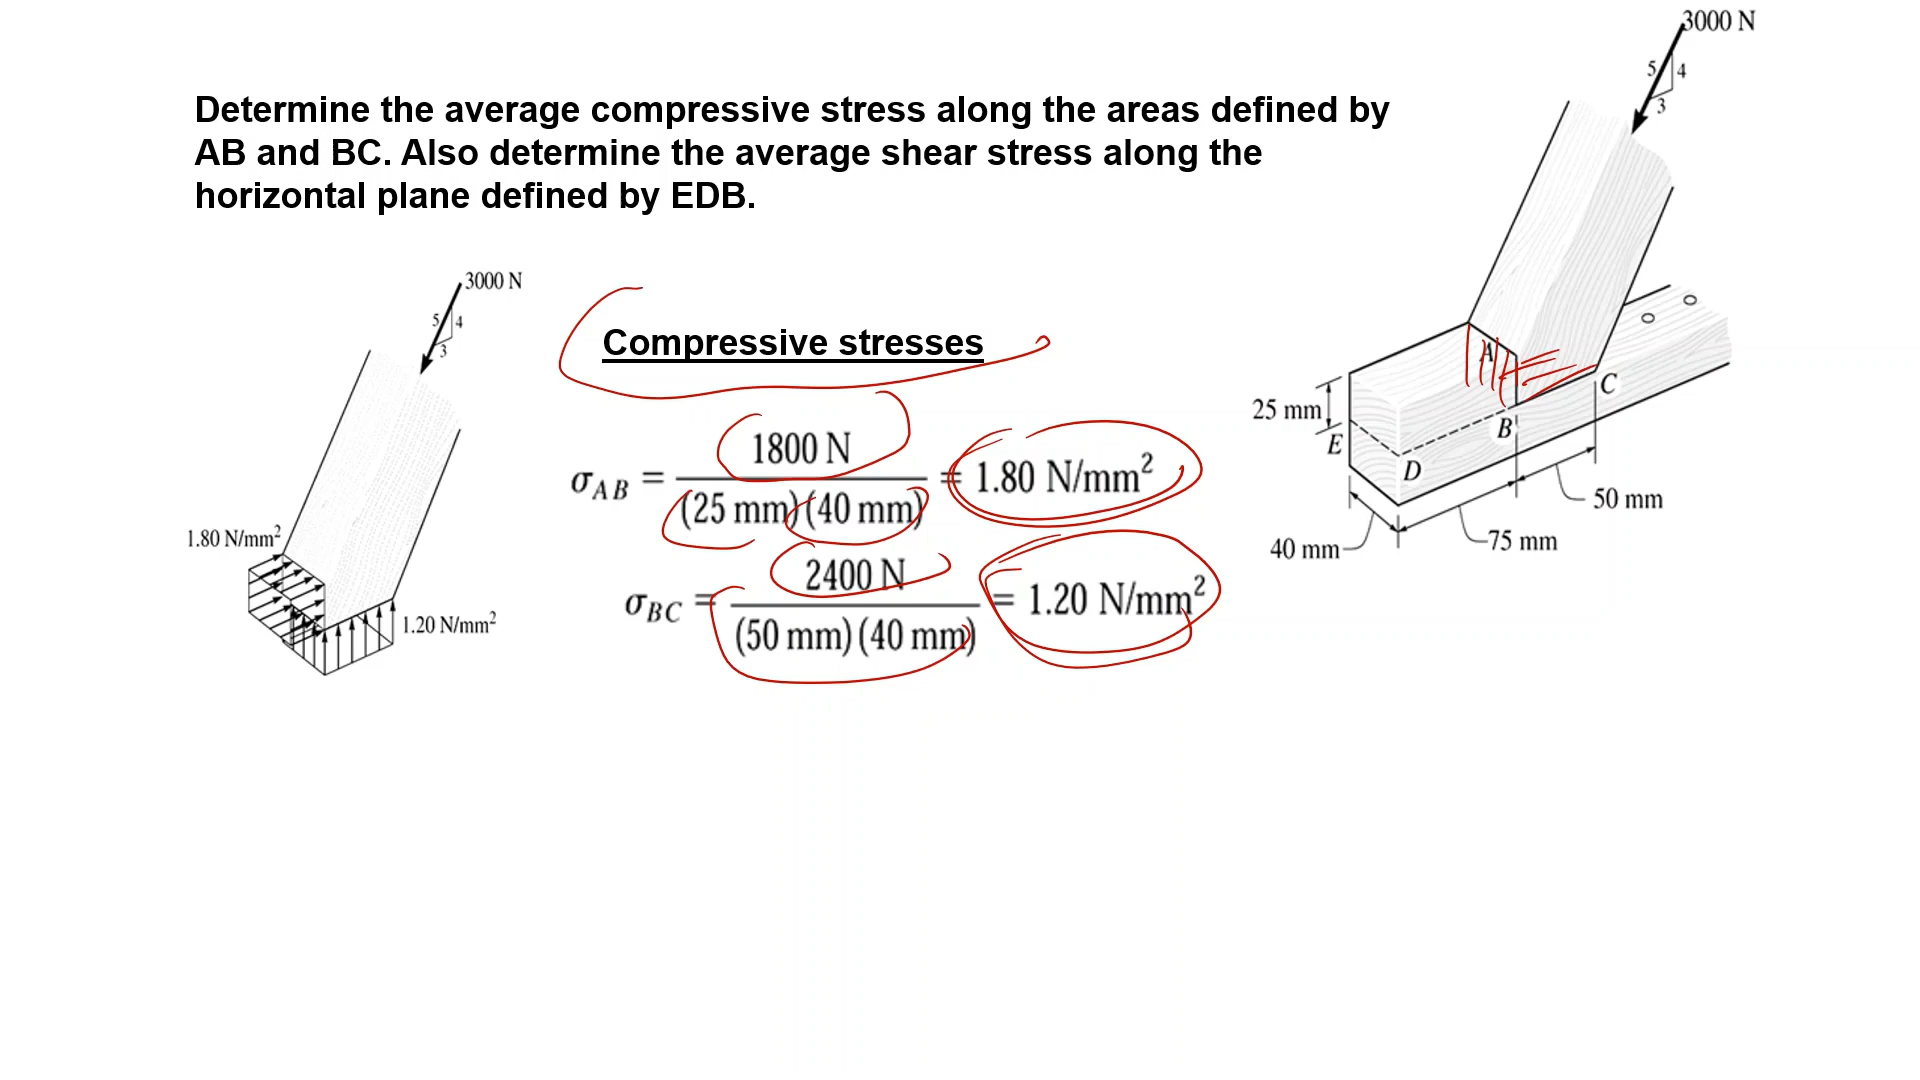 3000 N
5
4
3
Determine the average compressive stress along the areas defined by
AB and BC. Also determine the average shear stress along the
horizontal plane defined by EDB.
3000 N
5
4
3
Compressive stresses
A
C
25 mm
B
E
D
50 mm
75 mm
40 mm
σ_AB = 1800 N / (25 mm)(40 mm) = 1.80 N/mm²
1.80 N/mm²
σ_BC = 2400 N / (50 mm)(40 mm) = 1.20 N/mm²
1.20 N/mm²